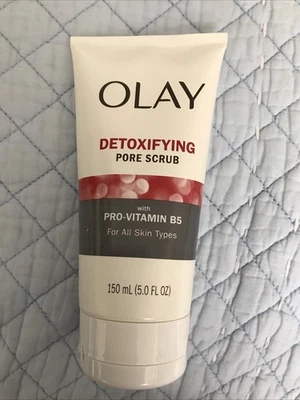 OLAY
DETOXIFYING
PORE SCRUB
with
PRO-VITAMIN B5
For All Skin Types
150 mL (5.0 FL OZ)